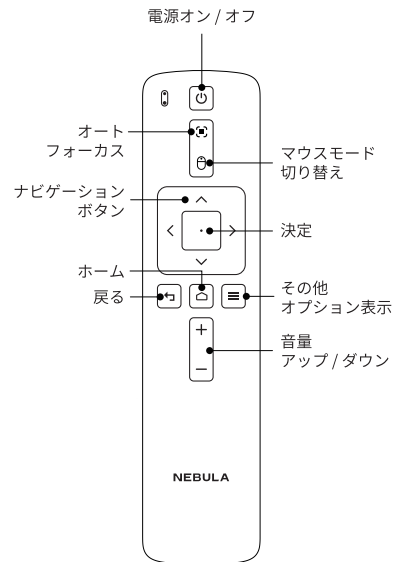 電源オン / オフ
オート
フォーカス
マウスモード
切り替え
ナビゲーション
ボタン
決定
ホーム
戻る
その他
オプション表示
音量
アップ / ダウン
NEBULA